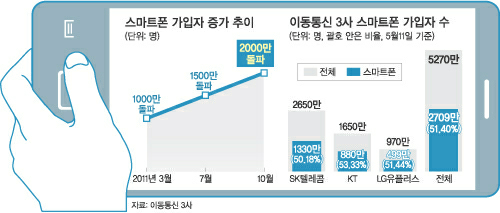 스마트폰 가입자 증가 추이
(단위: 명)
2000만
돌파
1500만
돌파
1000만
돌파
2011년 3월 7월 10월
이동통신 3사 스마트폰 가입자 수
(단위: 명, 괄호 안은 비율, 5월11일 기준)
전체 스마트폰
5270만
2709만
(51.40%)
2650만
1330만
(50.18%)
1650만
880만
(53.33%)
970만
(51.44%)
SK텔레콤 KT LG유플러스 전체
자료: 이동통신 3사